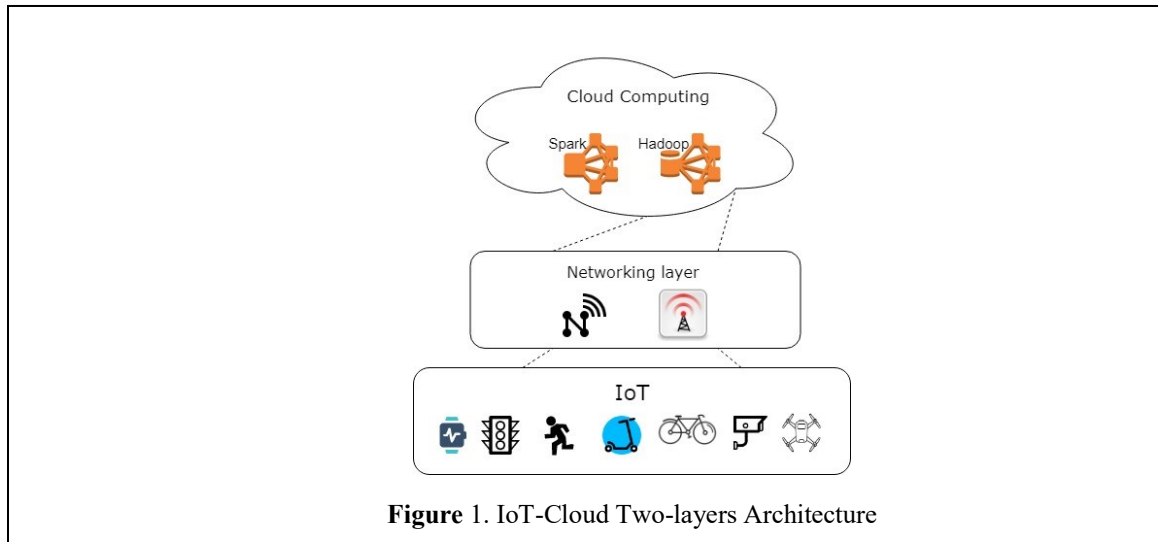 Cloud Computing
Spark Hadoop
Networking layer
IoT
Figure 1. IoT-Cloud Two-layers Architecture